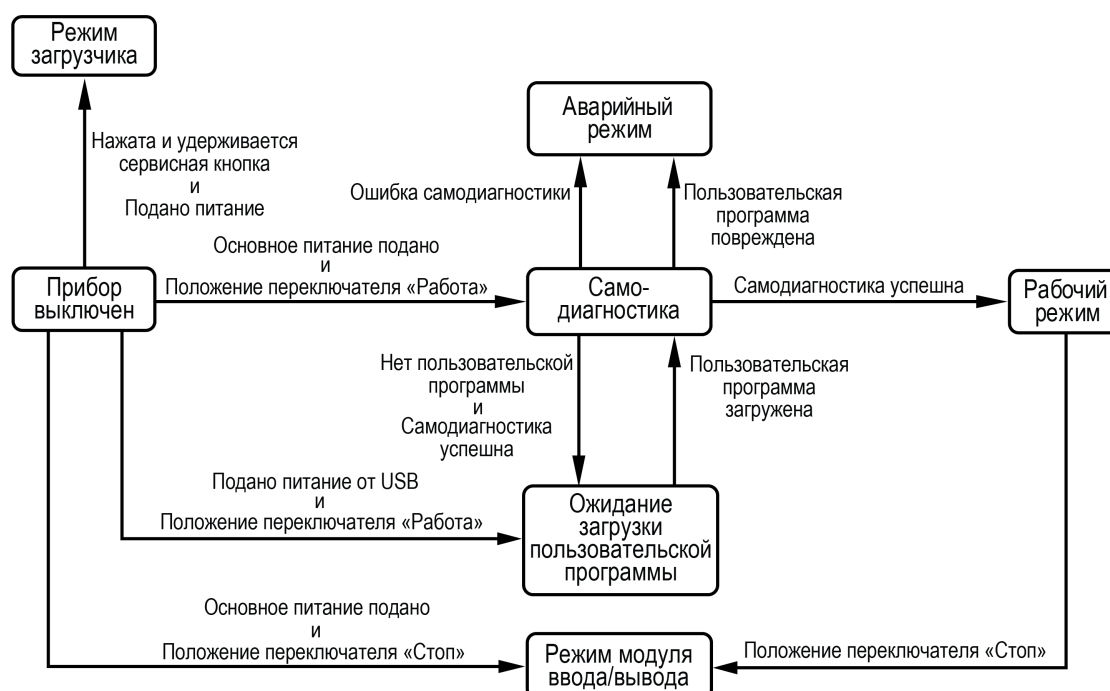 Режим
загрузчика
Аварийный
режим
Нажата и удерживается
сервисная кнопка
и
Подано питание
Ошибка самодиагностики
Пользовательская
программа
повреждена
Основное питание подано
и
Положение переключателя «Работа»
Прибор
выключен
Само-
диагностика
Самодиагностика успешна
Рабочий
режим
Нет пользовательской
программы
и
Самодиагностика
успешна
Пользовательская
программа
загружена
Подано питание от USB
и
Положение переключателя «Работа»
Ожидание
загрузки
пользовательской
программы
Основное питание подано
и
Положение переключателя «Стоп»
Режим модуля
ввода/вывода
Положение переключателя «Стоп»